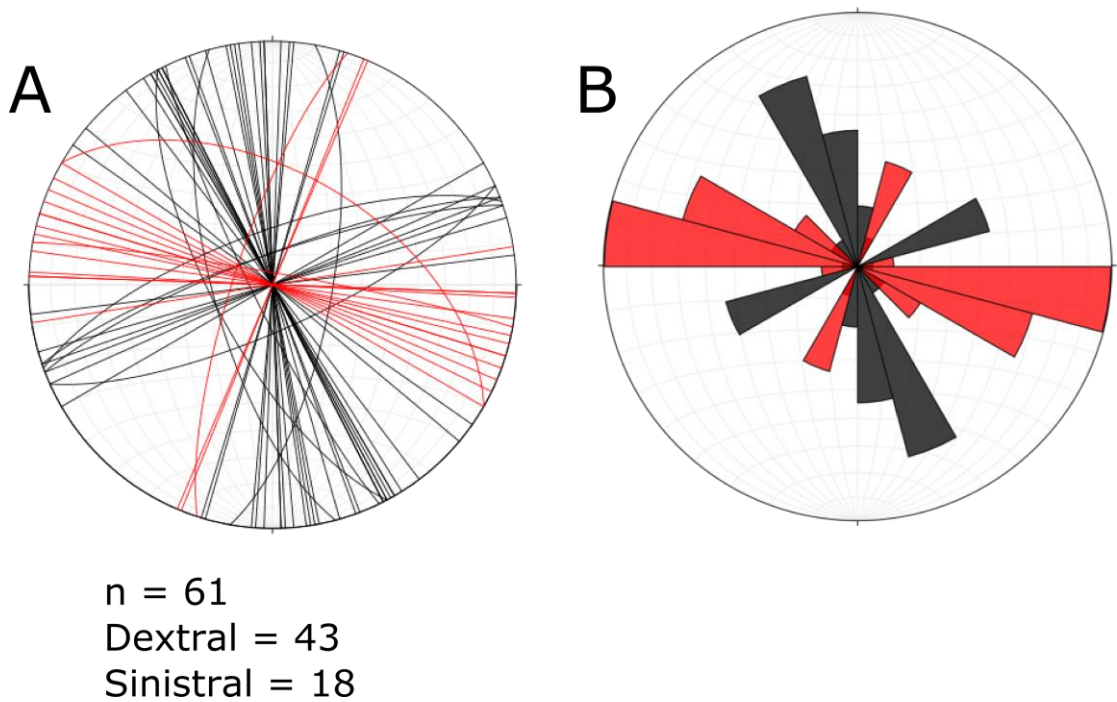 A
B
n = 61
Dextral = 43
Sinistral = 18